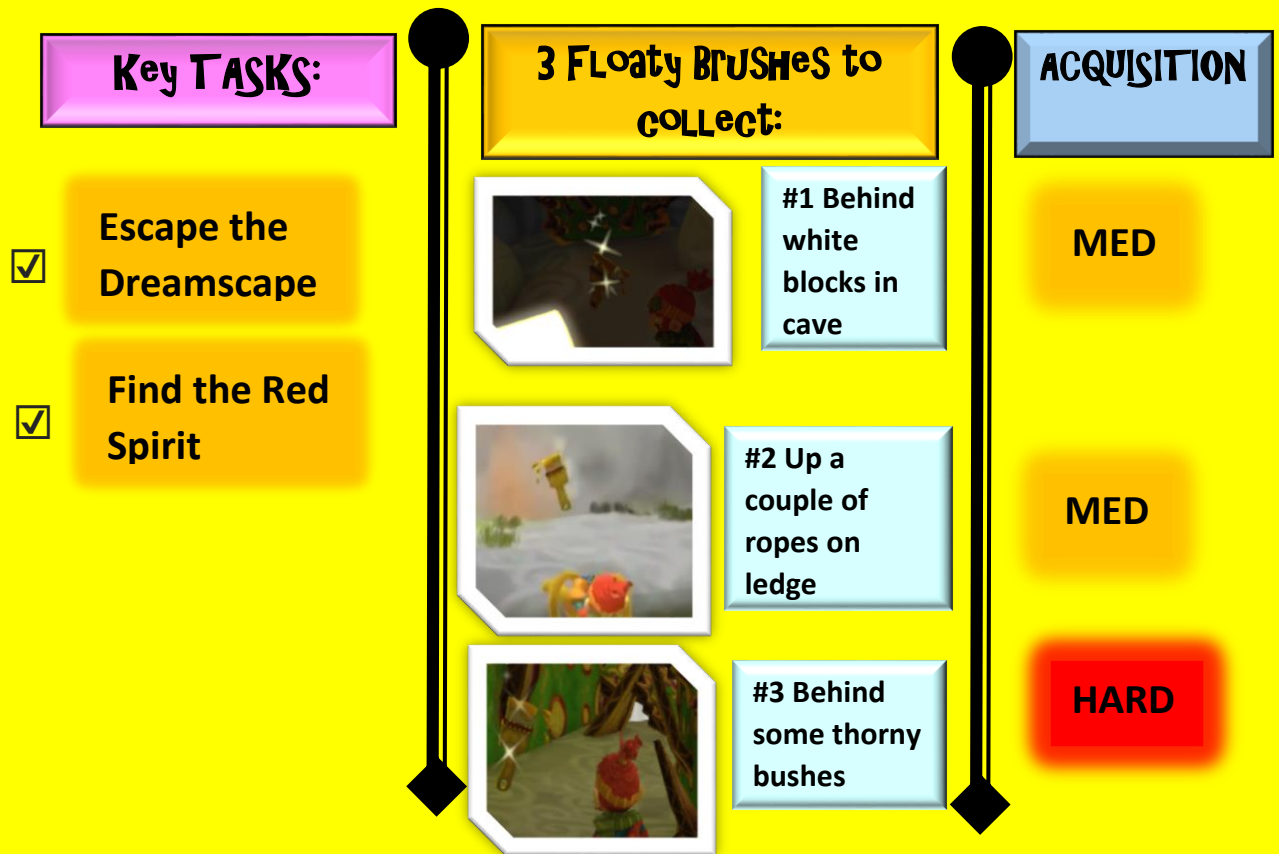 Key TASKS:
Escape the
Dreamscape
Find the Red
Spirit
3 FLoaty BrUSHeS to
coLLect:
#1 Behind
white
blocks in
cave
#2 Up a
couple of
ropes on
ledge
#3 Behind
some thorny
bushes
ACQUISITION
MED
MED
HARD